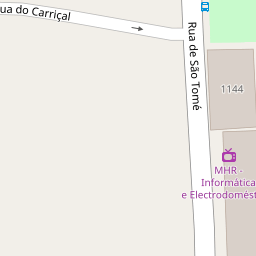 ua do Carriçal
Rua de São Tomé
1144
MHR -
Informática
e Electrodomést